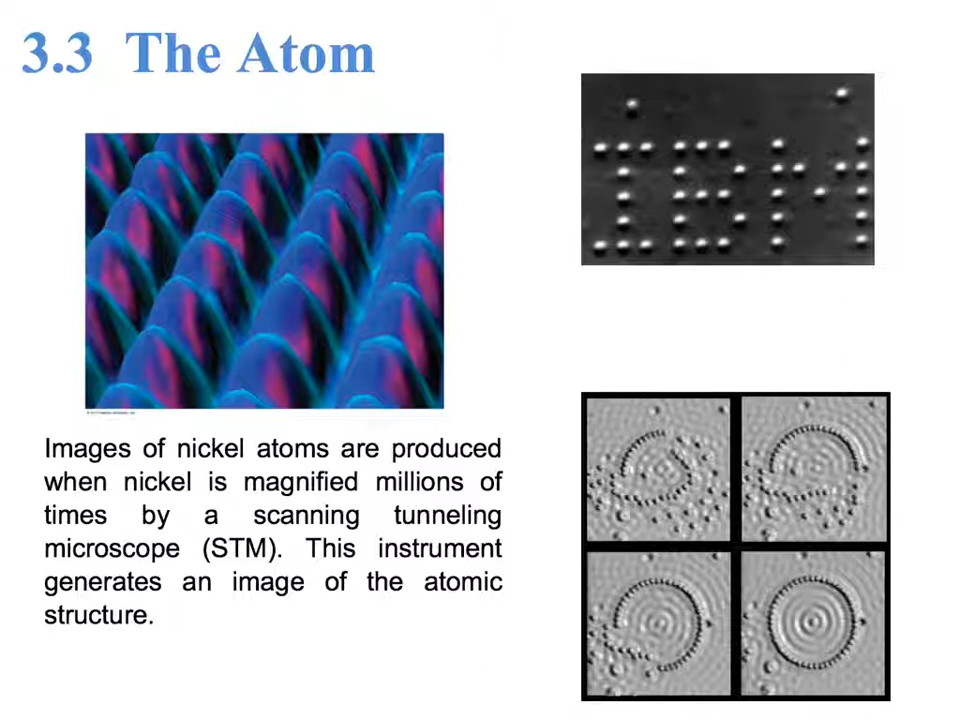 3.3 The Atom
IBM
Images of nickel atoms are produced
when nickel is magnified millions of
times by a scanning tunneling
microscope (STM). This instrument
generates an image of the atomic
structure.